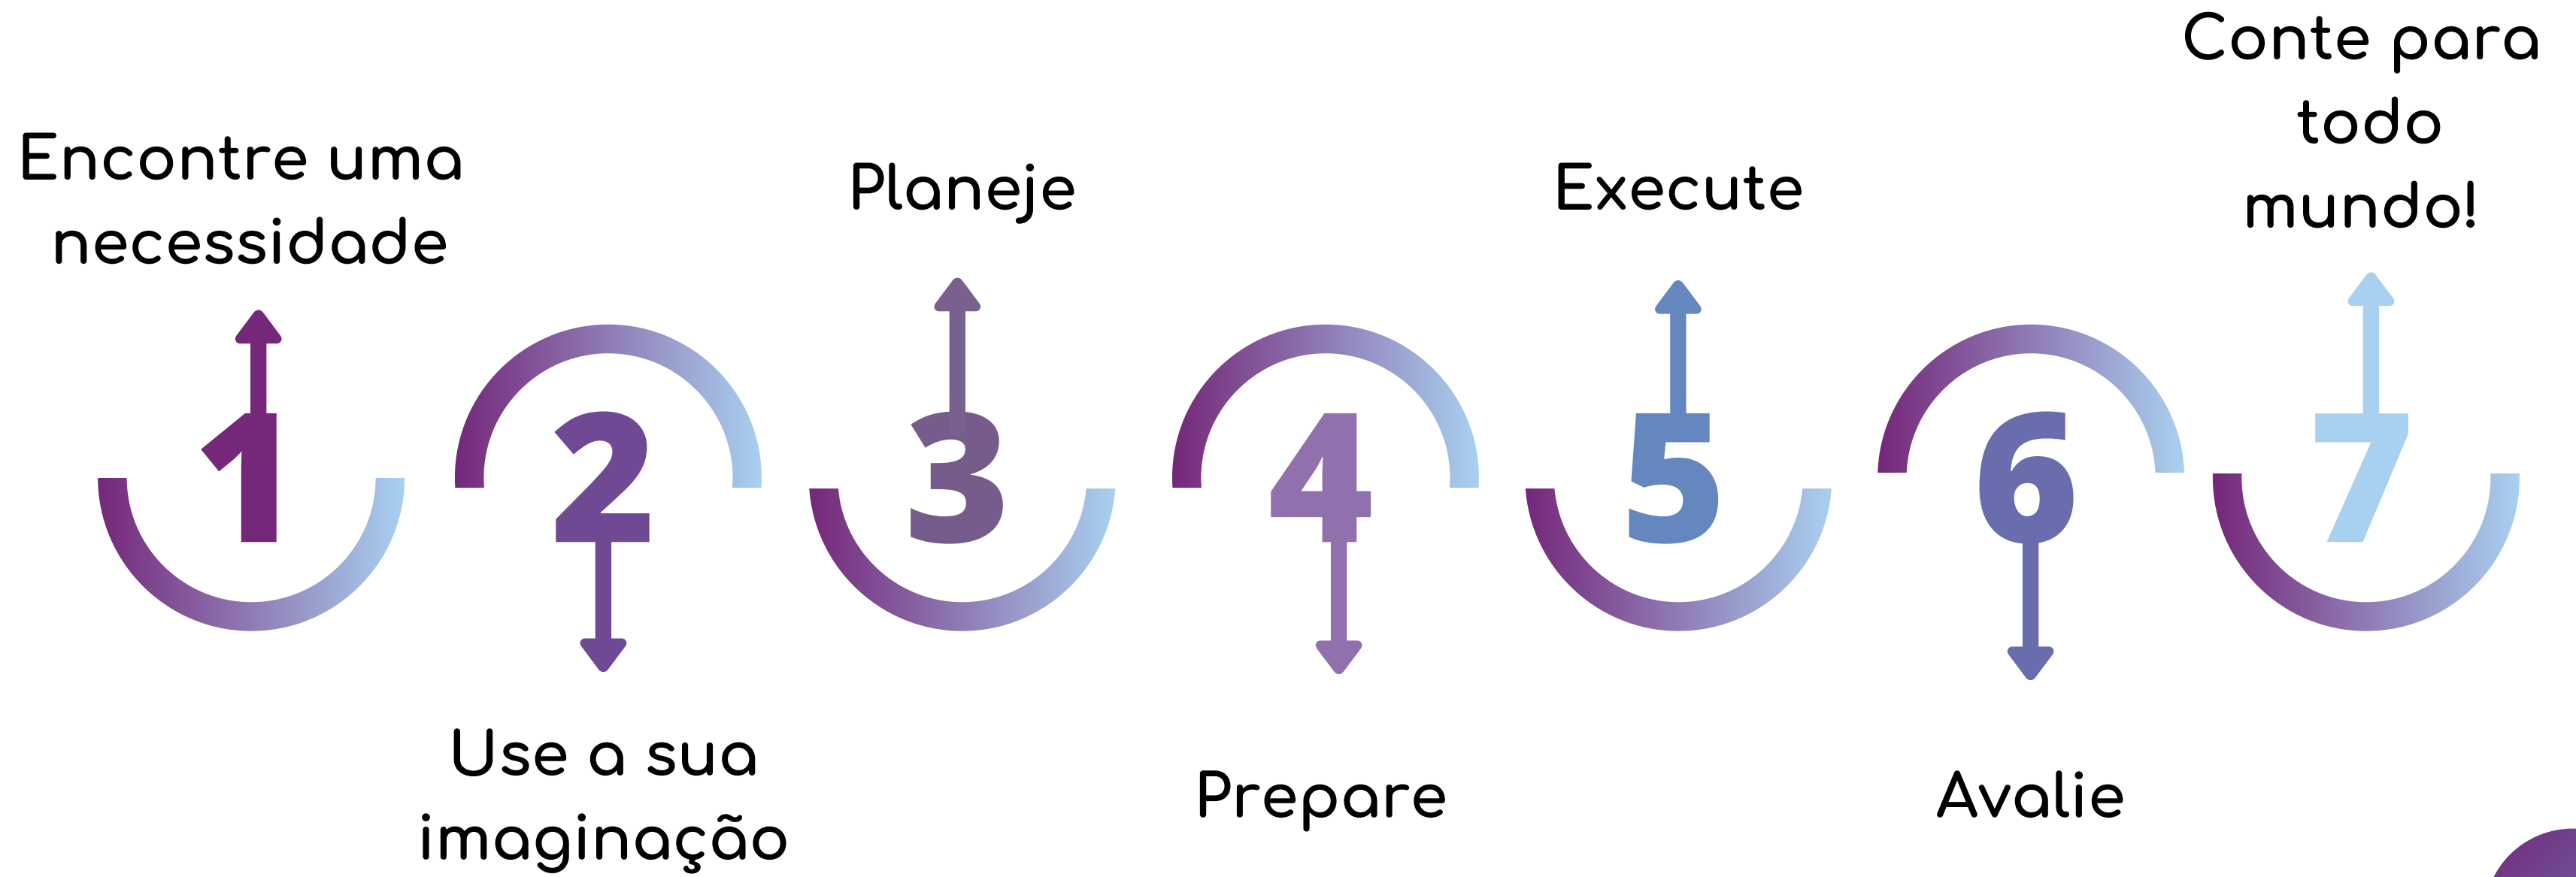 Encontre uma
necessidade
1
2
Use a sua
imaginação
Planeje
3
4
Prepare
Execute
5
6
Avalie
Conte para
todo
mundo!
7